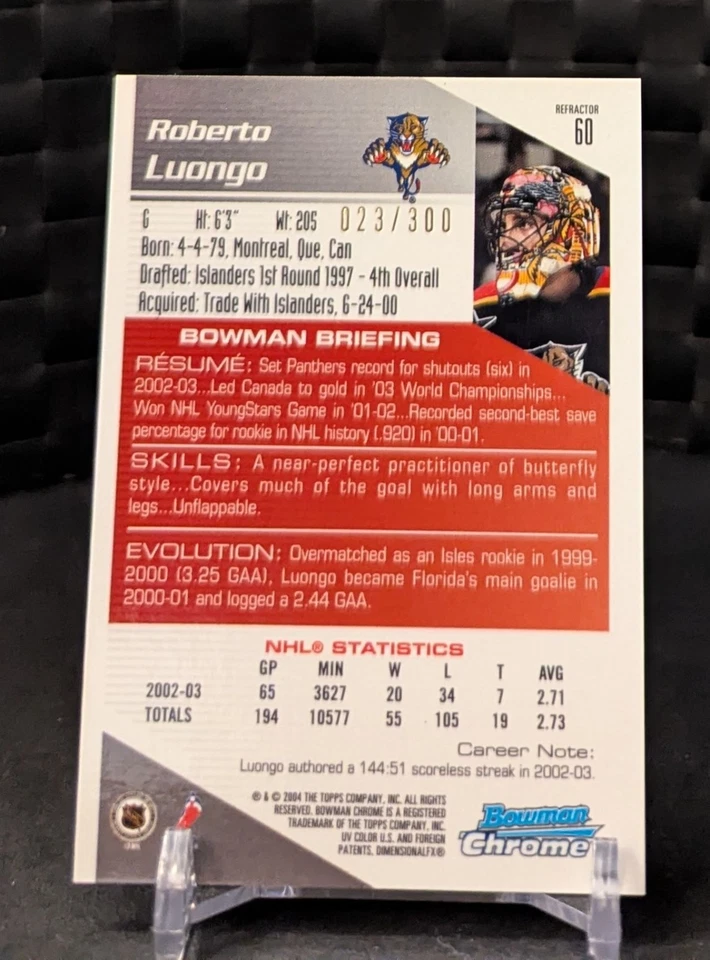 REFRACTOR
60
Roberto
Luongo
G Ht: 6'3" Wt: 205 023/300
Born: 4-4-79, Montreal, Que, Can
Drafted: Islanders 1st Round 1997 - 4th Overall
Acquired: Trade With Islanders, 6-24-00
BOWMAN BRIEFING
RÉSUMÉ: Set Panthers record for shutouts (six) in
2002-03...Led Canada to gold in '03 World Championships...
Won NHL YoungStars Game in '01-02...Recorded second-best save
percentage for rookie in NHL history (.920) in '00-01.
SKILLS: A near-perfect practitioner of butterfly
style...Covers much of the goal with long arms and
legs...Unflappable.
EVOLUTION: Overmatched as an Isles rookie in 1999-
2000 (3.25 GAA), Luongo became Florida's main goalie in
2000-01 and logged a 2.44 GAA.
NHL® STATISTICS
GP MIN W L T AVG
2002-03 65 3627 20 34 7 2.71
TOTALS 194 10577 55 105 19 2.73
Career Note:
Luongo authored a 144:51 scoreless streak in 2002-03.
® & © 2004 THE TOPPS COMPANY, INC. ALL RIGHTS
RESERVED. BOWMAN CHROME IS A REGISTERED
TRADEMARK OF THE TOPPS COMPANY, INC.
UV COLOR U.S. AND FOREIGN
PATENTS. DIMENSIONALFX®
Bowman
Chrome
NHL